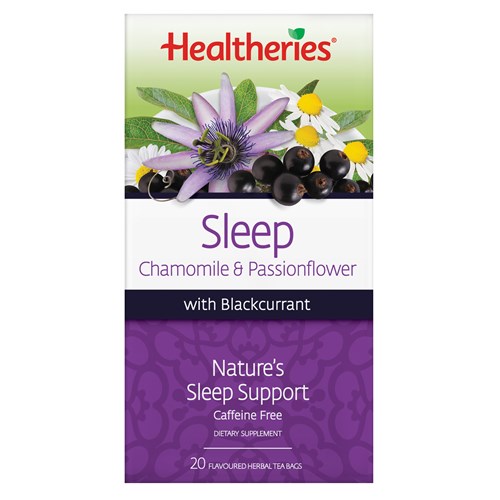 Healtheries®
Sleep
Chamomile & Passionflower
with Blackcurrant
Nature's
Sleep Support
Caffeine Free
DIETARY SUPPLEMENT
20 FLAVOURED HERBAL TEA BAGS